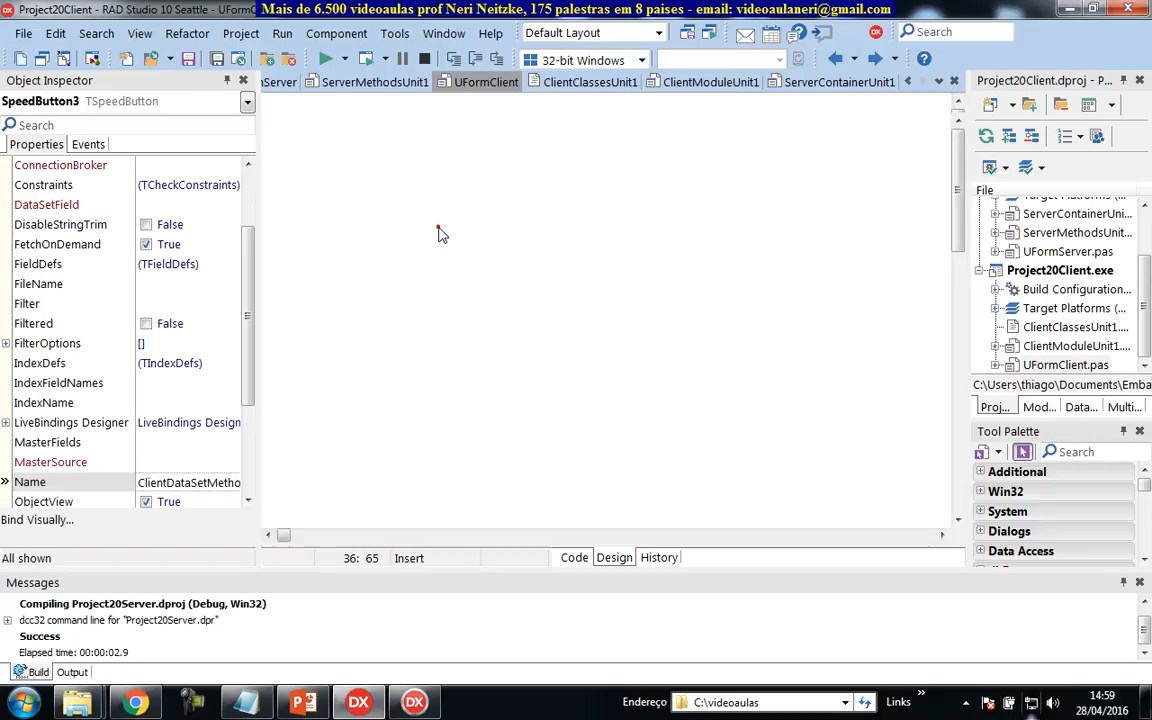 Project20Client - RAD Studio 10 Seattle - UFormC
Mais de 6.500 videoaulas prof Neri Neitzke, 175 palestras em 8 paises - email: videoaulaneri@gmail.com
File Edit Search View Refactor Project Run Component Tools Window Help
Default Layout
Search
32-bit Windows
Object Inspector
SpeedButton3 TSpeedButton
Search
Properties Events
ConnectionBroker
Constraints (TCheckConstraints)
DataSetField
DisableStringTrim False
FetchOnDemand True
FieldDefs (TFieldDefs)
FileName
Filter
Filtered False
FilterOptions []
IndexDefs (TIndexDefs)
IndexFieldNames
IndexName
LiveBindings Designer LiveBindings Design
MasterFields
MasterSource
Name ClientDataSetMetho
ObjectView True
Bind Visually...
All shown
Server ServerMethodsUnit1 UFormClient ClientClassesUnit1 ClientModuleUnit1 ServerContainerUnit1
36: 65 Insert
Code Design History
Project20Client.dproj - P...
File
Target Platforms (...
ServerContainerUni...
ServerMethodsUnit...
UFormServer.pas
Project20Client.exe
Build Configuration...
Target Platforms (...
ClientClassesUnit1....
ClientModuleUnit1....
UFormClient.pas
C:\Users\thiago\Documents\Emba
Proj... Mod... Data... Multi...
Tool Palette
Search
Additional
Win32
System
Dialogs
Data Access
Messages
Compiling Project20Server.dproj (Debug, Win32)
dcc32 command line for "Project20Server.dpr"
Success
Elapsed time: 00:00:02.9
Build Output
Endereço C:\videoaulas Links
14:59
28/04/2016